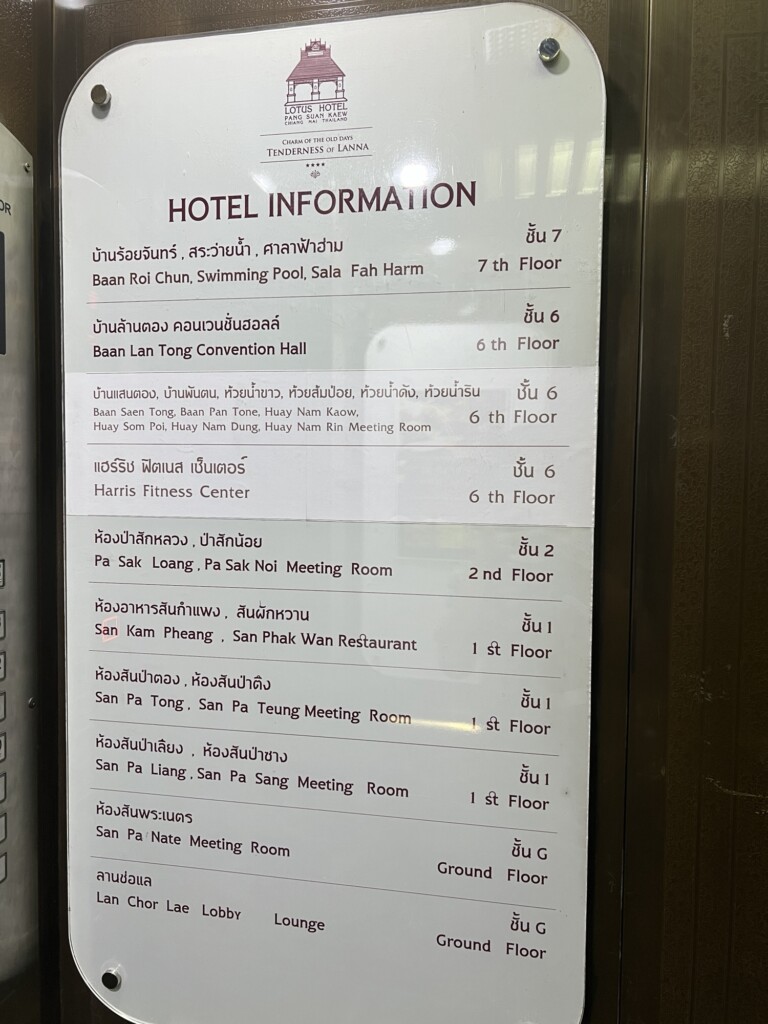 LOTUS HOTEL
PANG SUAN KAEW
CHIANG MAI THAILAND
CHARM OF THE OLD DAYS
TENDERNESS OF LANNA
HOTEL INFORMATION
บ้านร้อยจันทร์ , สระว่ายน้ำ , ศาลาฟ้าฮ่าม ชั้น 7
Baan Roi Chun, Swimming Pool, Sala Fah Harm 7 th Floor
บ้านล้านตอง คอนเวนชั่นฮอลล์ ชั้น 6
Baan Lan Tong Convention Hall 6 th Floor
บ้านแสนตอง, บ้านพันตน, ห้วยน้ำขาว, ห้วยส้มป่อย, ห้วยน้ำดัง, ห้วยน้ำริน ชั้น 6
Baan Saen Tong, Baan Pan Tone, Huay Nam Kaow,
Huay Som Poi, Huay Nam Dung, Huay Nam Rin Meeting Room 6 th Floor
แฮร์ริช ฟิตเนส เซ็นเตอร์ ชั้น 6
Harris Fitness Center 6 th Floor
ห้องป่าสักหลวง , ป่าสักน้อย ชั้น 2
Pa Sak Loang , Pa Sak Noi Meeting Room 2 nd Floor
ห้องอาหารสันกำแพง , สันผักหวาน ชั้น 1
San Kam Pheang , San Phak Wan Restaurant 1 st Floor
ห้องสันป่าตอง , ห้องสันป่าตึง ชั้น 1
San Pa Tong , San Pa Teung Meeting Room 1 st Floor
ห้องสันป่าเลียง , ห้องสันป่าซาง ชั้น 1
San Pa Liang , San Pa Sang Meeting Room 1 st Floor
ห้องสันพระเนตร ชั้น G
San Pa Nate Meeting Room Ground Floor
ลานช่อแล ชั้น G
Lan Chor Lae Lobby Lounge Ground Floor